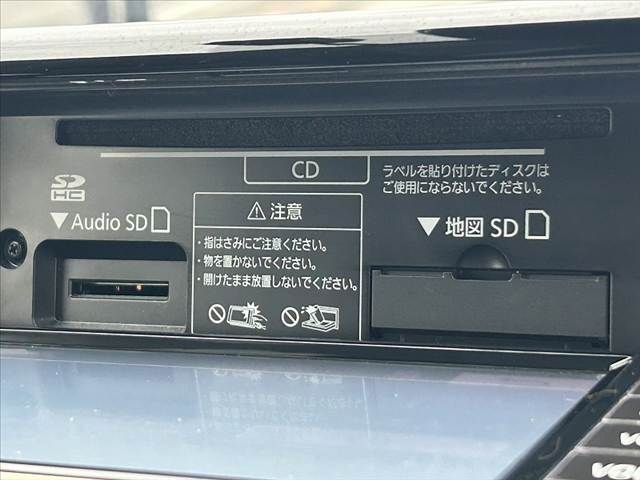 CD
ラベルを貼り付けたディスクは
ご使用にならないでください。
SD
HC
▼Audio SD
⚠注意
・指はさみにご注意ください。
・物を置かないでください。
・開けたまま放置しないでください。
▼地図 SD